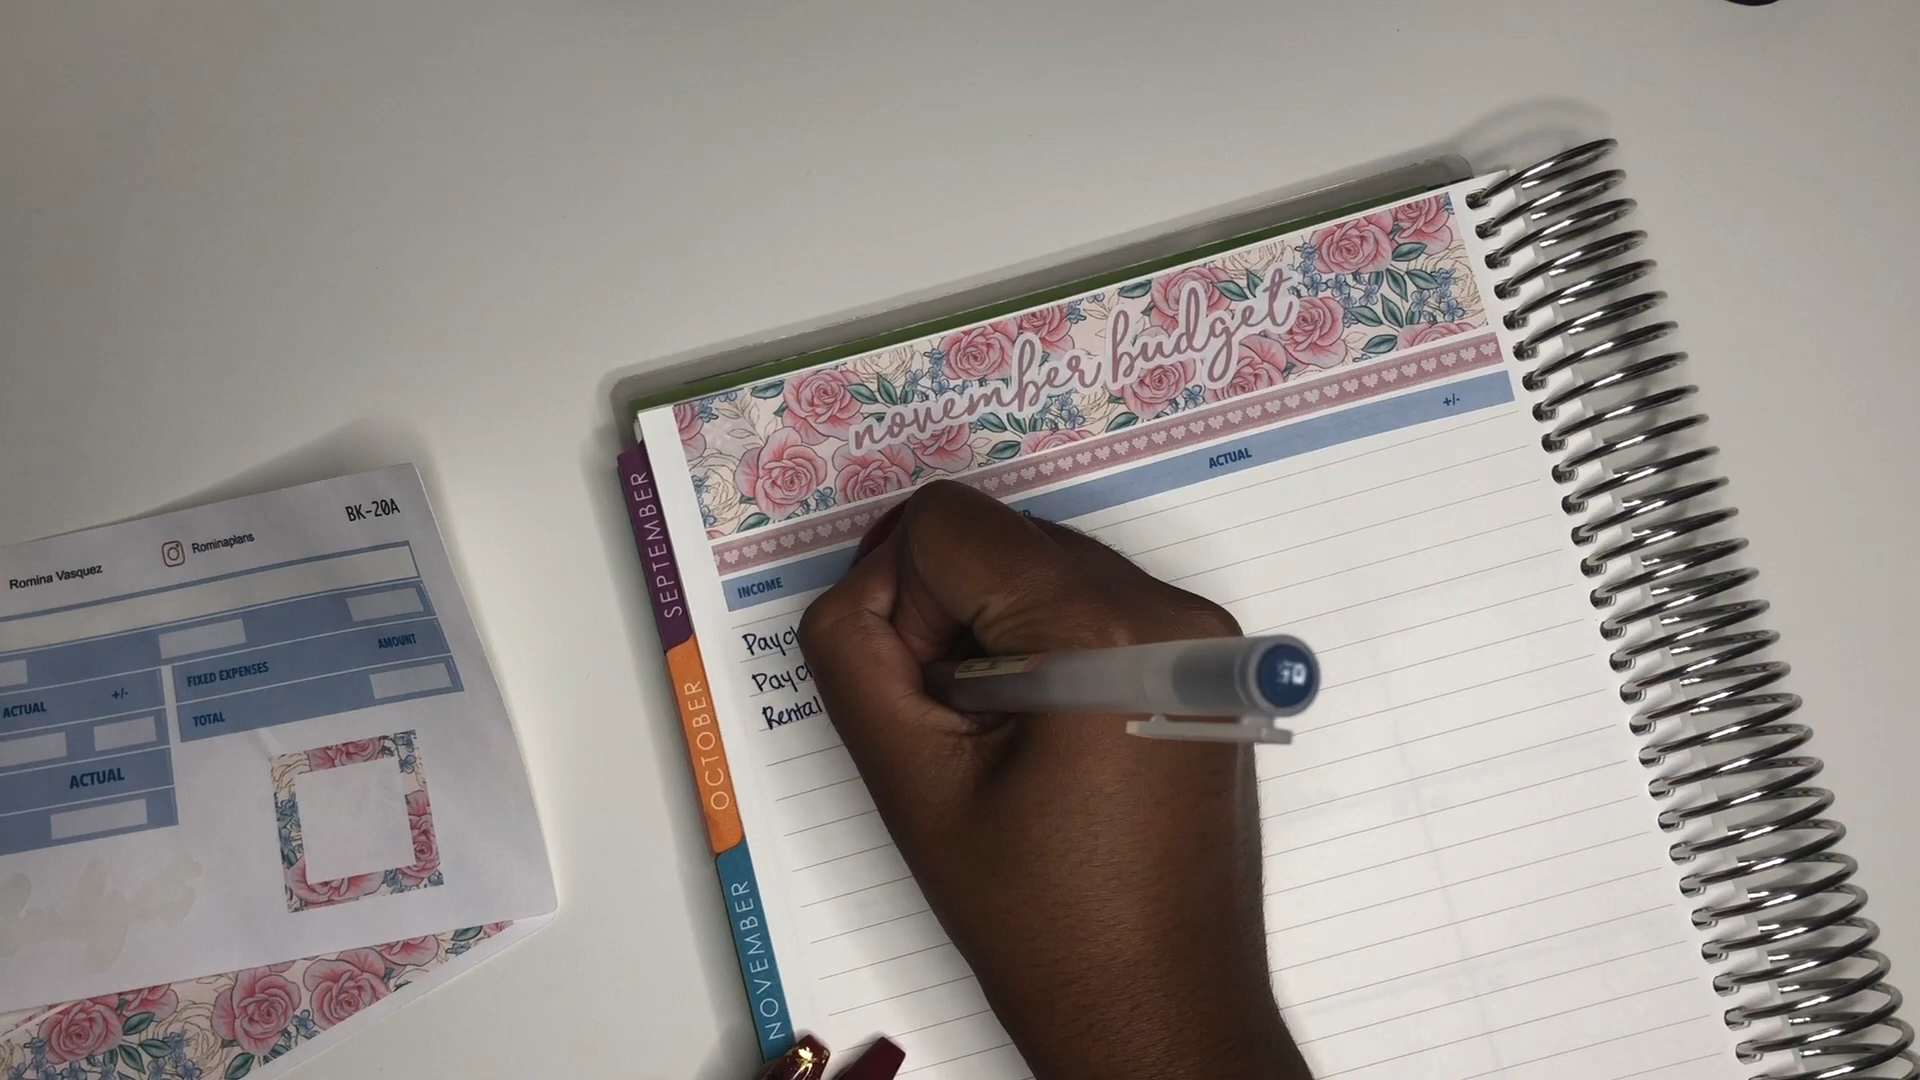 november budget
ACTUAL +/-
INCOME
Rental
SEPTEMBER
OCTOBER
NOVEMBER
BK-20A
Romina Vasquez Rominaplans
AMOUNT
FIXED EXPENSES
ACTUAL +/-
TOTAL
ACTUAL